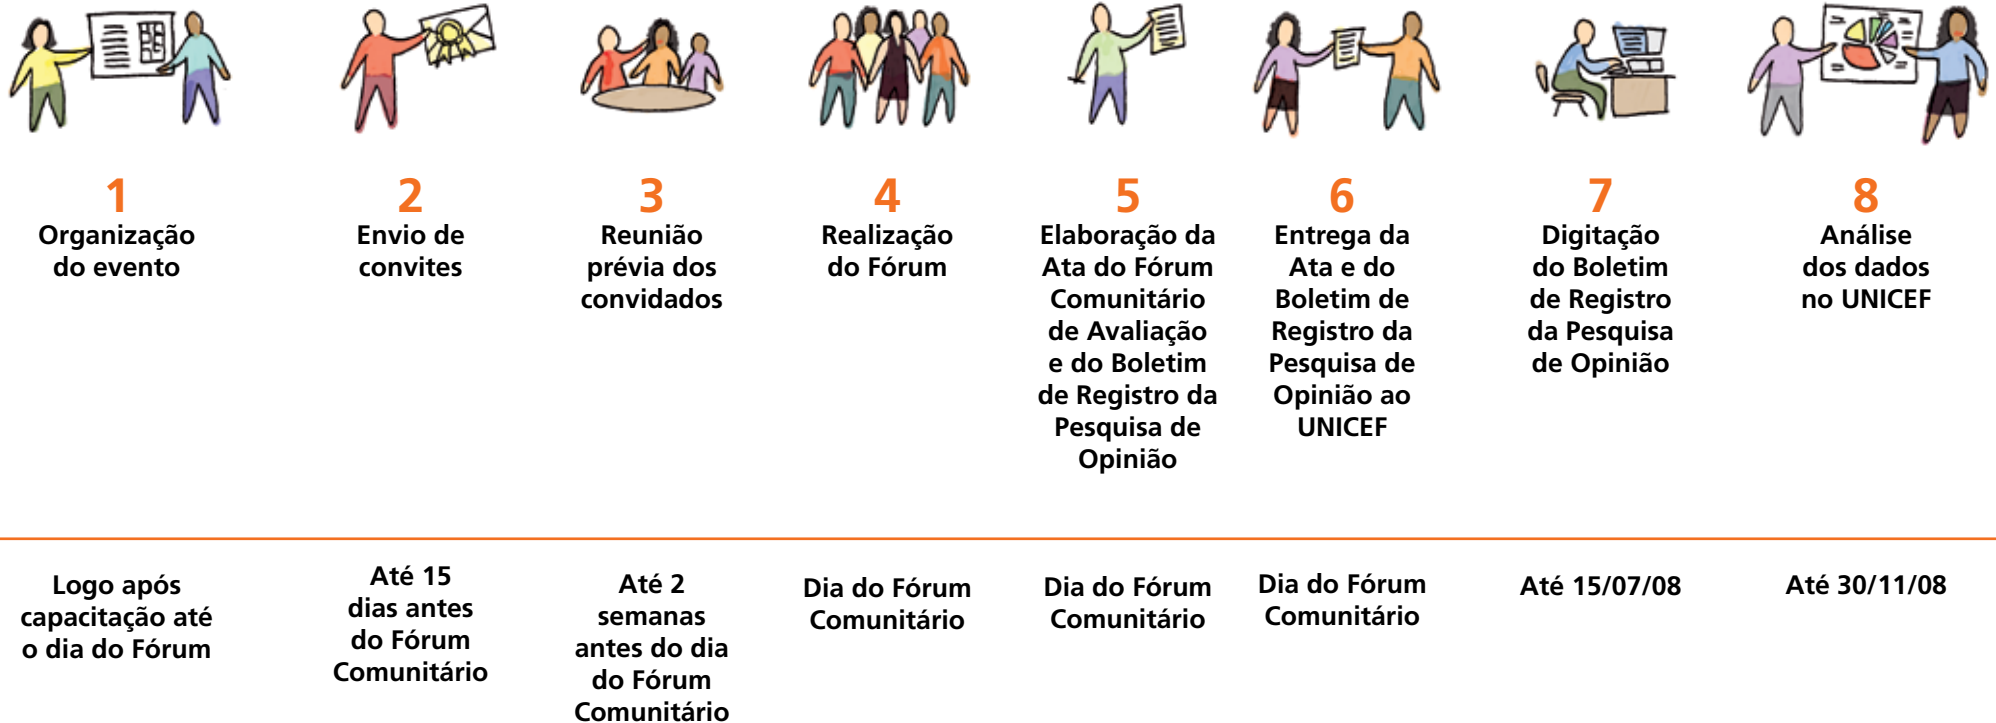 1
Organização
do evento
2
Envio de
convites
3
Reunião
prévia dos
convidados
4
Realização
do Fórum
5
Elaboração da
Ata do Fórum
Comunitário
de Avaliação
e do Boletim
de Registro da
Pesquisa de
Opinião
6
Entrega da
Ata e do
Boletim de
Registro da
Pesquisa de
Opinião ao
UNICEF
7
Digitação
do Boletim
de Registro
da Pesquisa
de Opinião
8
Análise
dos dados
no UNICEF
Logo após
capacitação até
o dia do Fórum
Até 15
dias antes
do Fórum
Comunitário
Até 2
semanas
antes do dia
do Fórum
Comunitário
Dia do Fórum
Comunitário
Dia do Fórum
Comunitário
Dia do Fórum
Comunitário
Até 15/07/08
Até 30/11/08